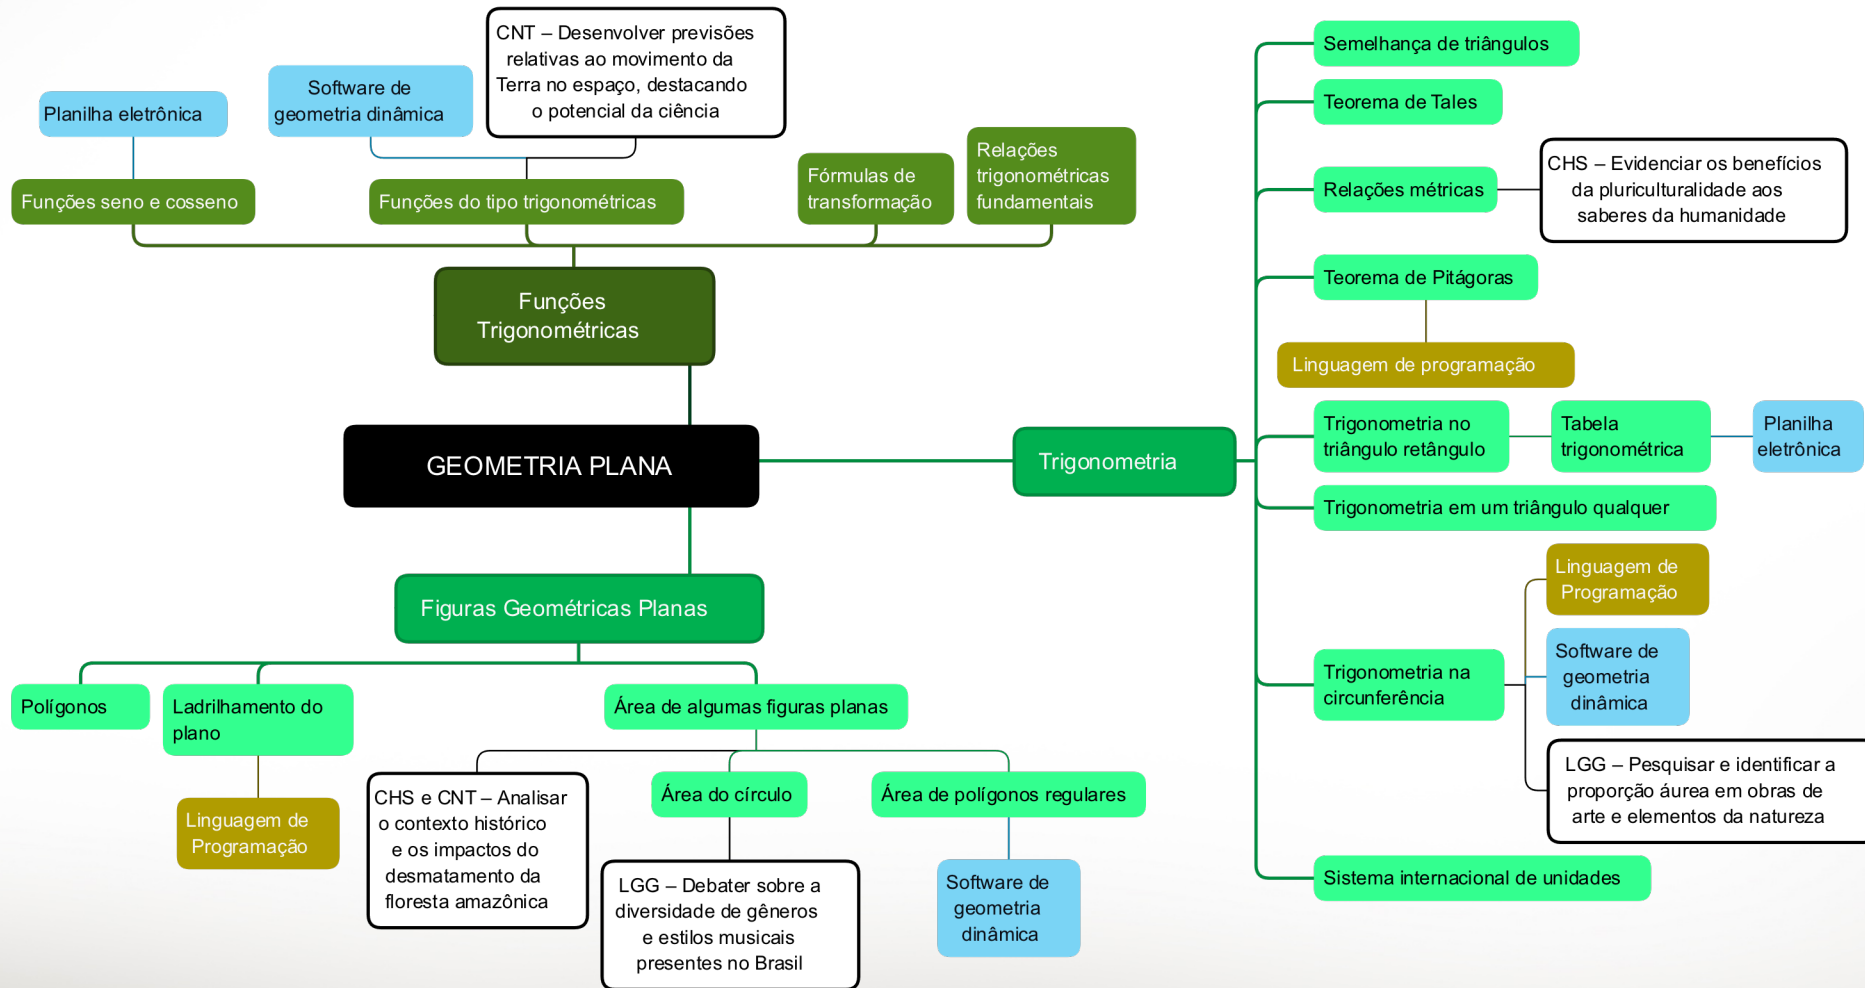 CNT – Desenvolver previsões
relativas ao movimento da
Terra no espaço, destacando
o potencial da ciência
Software de
geometria dinâmica
Planilha eletrônica
Funções seno e cosseno
Funções do tipo trigonométricas
Fórmulas de
transformação
Relações
trigonométricas
fundamentais
Funções
Trigonométricas
GEOMETRIA PLANA
Trigonometria
Semelhança de triângulos
Teorema de Tales
Relações métricas
CHS – Evidenciar os benefícios
da pluriculturalidade aos
saberes da humanidade
Teorema de Pitágoras
Linguagem de programação
Trigonometria no
triângulo retângulo
Tabela
trigonométrica
Planilha
eletrônica
Trigonometria em um triângulo qualquer
Trigonometria na
circunferência
Linguagem de
Programação
Software de
geometria
dinâmica
LGG – Pesquisar e identificar a
proporção áurea em obras de
arte e elementos da natureza
Sistema internacional de unidades
Figuras Geométricas Planas
Polígonos
Ladrilhamento do
plano
Linguagem de
Programação
Área de algumas figuras planas
CHS e CNT – Analisar
o contexto histórico
e os impactos do
desmatamento da
floresta amazônica
Área do círculo
LGG – Debater sobre a
diversidade de gêneros
e estilos musicais
presentes no Brasil
Área de polígonos regulares
Software de
geometria
dinâmica